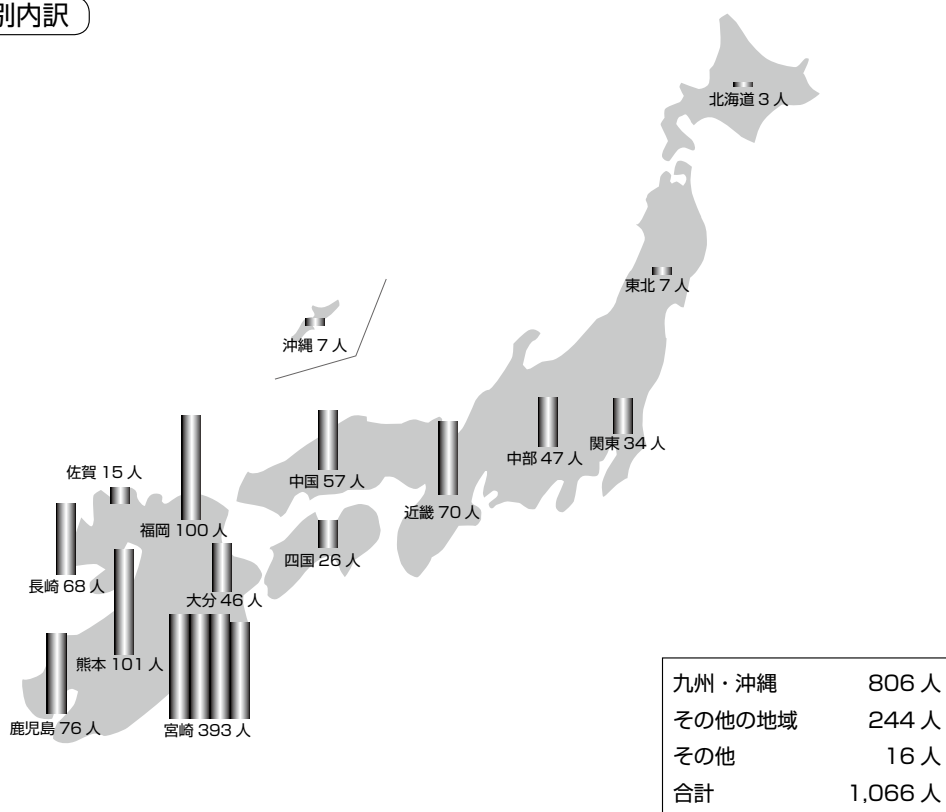 別内訳
北海道 3 人
東北 7 人
沖縄 7 人
関東 34 人
中部 47 人
佐賀 15 人
中国 57 人
近畿 70 人
福岡 100 人
四国 26 人
長崎 68 人
大分 46 人
熊本 101 人
鹿児島 76 人
宮崎 393 人
九州・沖縄 806 人
その他の地域 244 人
その他 16 人
合計 1,066 人